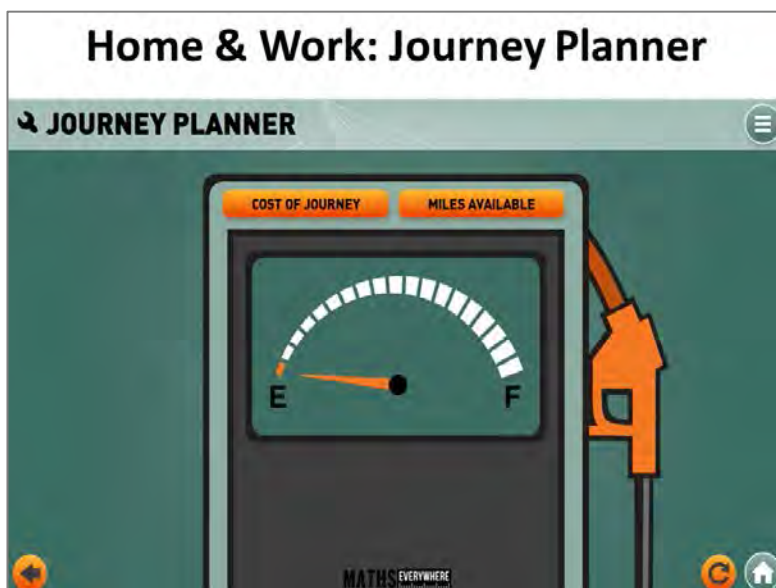 Home & Work: Journey Planner
JOURNEY PLANNER
COST OF JOURNEY MILES AVAILABLE
E F
MATHS EVERYWHERE